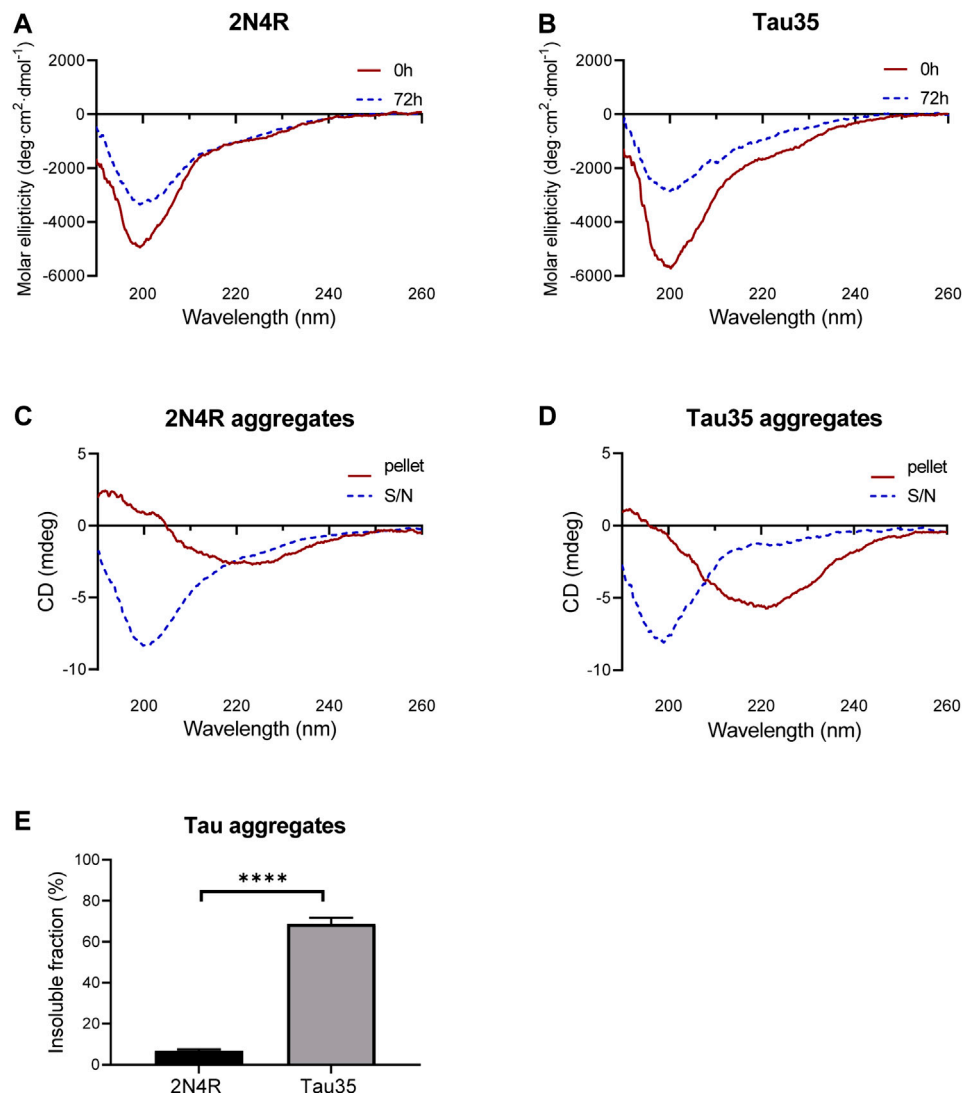 A
2N4R
2000
0
-2000
-4000
-6000
Molar ellipticity (deg·cm²·dmol⁻¹)
0h
72h
200
220
240
260
Wavelength (nm)
B
Tau35
2000
0
-2000
-4000
-6000
Molar ellipticity (deg·cm²·dmol⁻¹)
0h
72h
200
220
240
260
Wavelength (nm)
C
2N4R aggregates
5
0
-5
-10
CD (mdeg)
pellet
S/N
200
220
240
260
Wavelength (nm)
D
Tau35 aggregates
5
0
-5
-10
CD (mdeg)
pellet
S/N
200
220
240
260
Wavelength (nm)
E
Tau aggregates
100
80
60
40
20
0
Insoluble fraction (%)
****
2N4R
Tau35